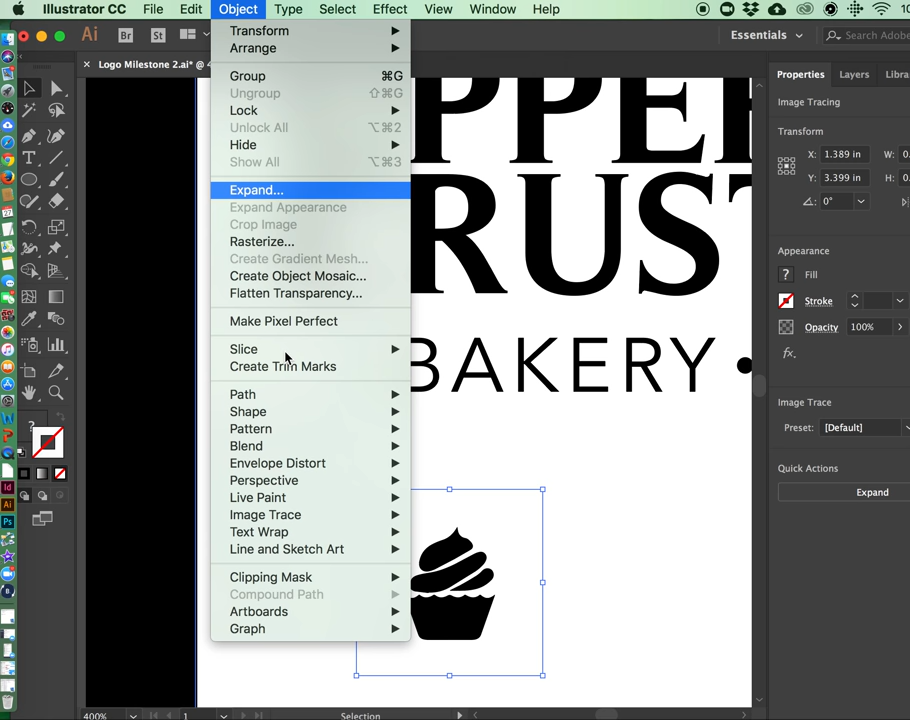 Illustrator CC File Edit Object Type Select Effect View Window Help
Ai Br St Essentials Search Adobe
× Logo Milestone 2.ai* @ 4
Transform
Arrange
Group ⌘G
Ungroup ⇧⌘G
Lock
Unlock All ⌥⌘2
Hide
Show All ⌥⌘3
Expand...
Expand Appearance
Crop Image
Rasterize...
Create Gradient Mesh...
Create Object Mosaic...
Flatten Transparency...
Make Pixel Perfect
Slice
Create Trim Marks
Path
Shape
Pattern
Blend
Envelope Distort
Perspective
Live Paint
Image Trace
Text Wrap
Line and Sketch Art
Clipping Mask
Compound Path
Artboards
Graph
PPER
RUST
BAKERY •
Properties Layers Libra
Image Tracing
Transform
X: 1.389 in W: 0.
Y: 3.399 in H: 0.
0°
Appearance
? Fill
Stroke
Opacity 100%
fx.
Image Trace
Preset: [Default]
Quick Actions
Expand
400% 1 Selection